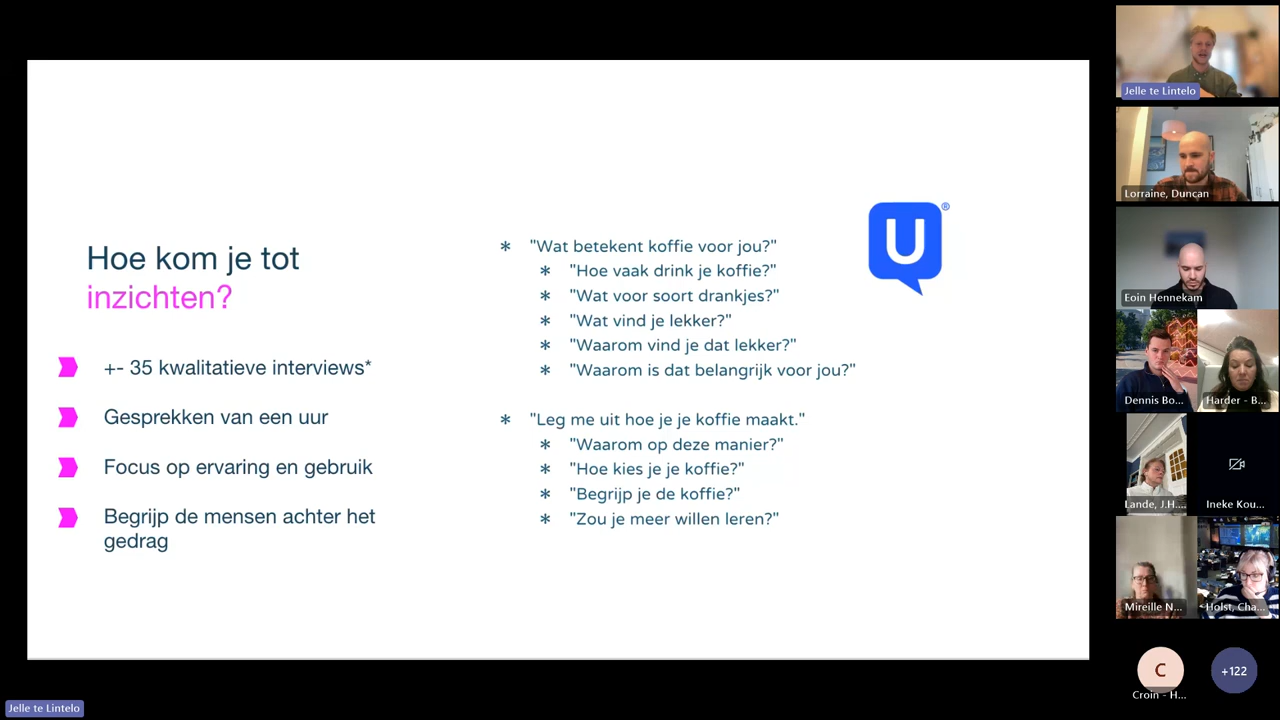 Hoe kom je tot
inzichten?
+- 35 kwalitatieve interviews*
Gesprekken van een uur
Focus op ervaring en gebruik
Begrijp de mensen achter het
gedrag
* "Wat betekent koffie voor jou?"
* "Hoe vaak drink je koffie?"
* "Wat voor soort drankjes?"
* "Wat vind je lekker?"
* "Waarom vind je dat lekker?"
* "Waarom is dat belangrijk voor jou?"
* "Leg me uit hoe je je koffie maakt."
* "Waarom op deze manier?"
* "Hoe kies je je koffie?"
* "Begrijp je de koffie?"
* "Zou je meer willen leren?"
U®
Jelle te Lintelo
Lorraine, Duncan
Eoin Hennekam
Dennis Bo...
Harder - B...
Lande, J.H....
Ineke Kou...
Mireille N...
Holst, Cha...
C
Croin - H...
+122
Jelle te Lintelo